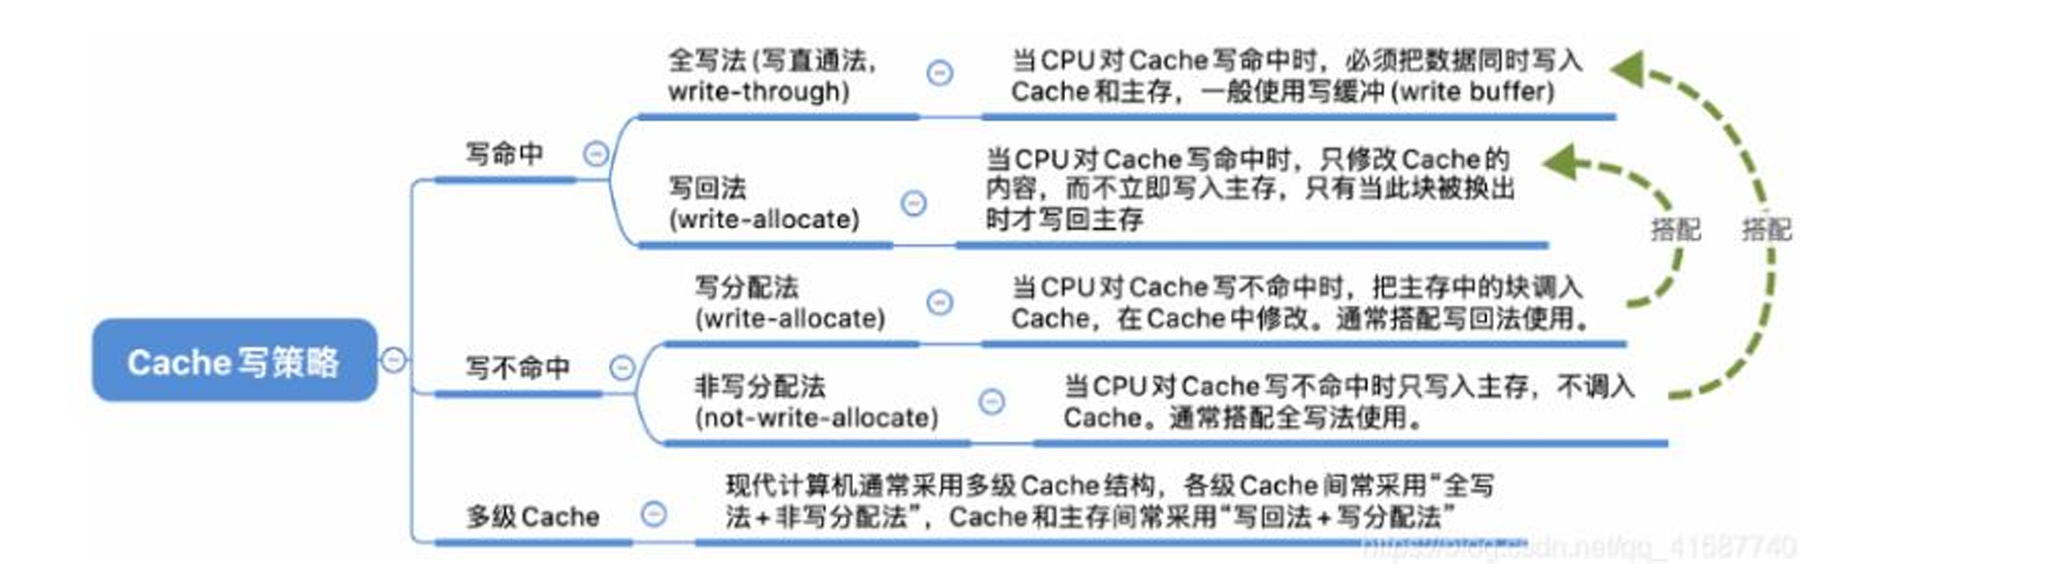 全写法(写直通法,
write-through)
当CPU对Cache写命中时，必须把数据同时写入
Cache和主存，一般使用写缓冲(write buffer)
写命中
写回法
(write-allocate)
当CPU对Cache写命中时，只修改Cache的
内容，而不立即写入主存，只有当此块被换出
时才写回主存
搭配
搭配
Cache写策略
写分配法
(write-allocate)
当CPU对Cache写不命中时，把主存中的块调入
Cache，在Cache中修改。通常搭配写回法使用。
写不命中
非写分配法
(not-write-allocate)
当CPU对Cache写不命中时只写入主存，不调入
Cache。通常搭配全写法使用。
多级Cache
现代计算机通常采用多级Cache结构，各级Cache间常采用“全写
法+非写分配法”，Cache和主存间常采用“写回法+写分配法”
https://blog.csdn.net/qq_41587740